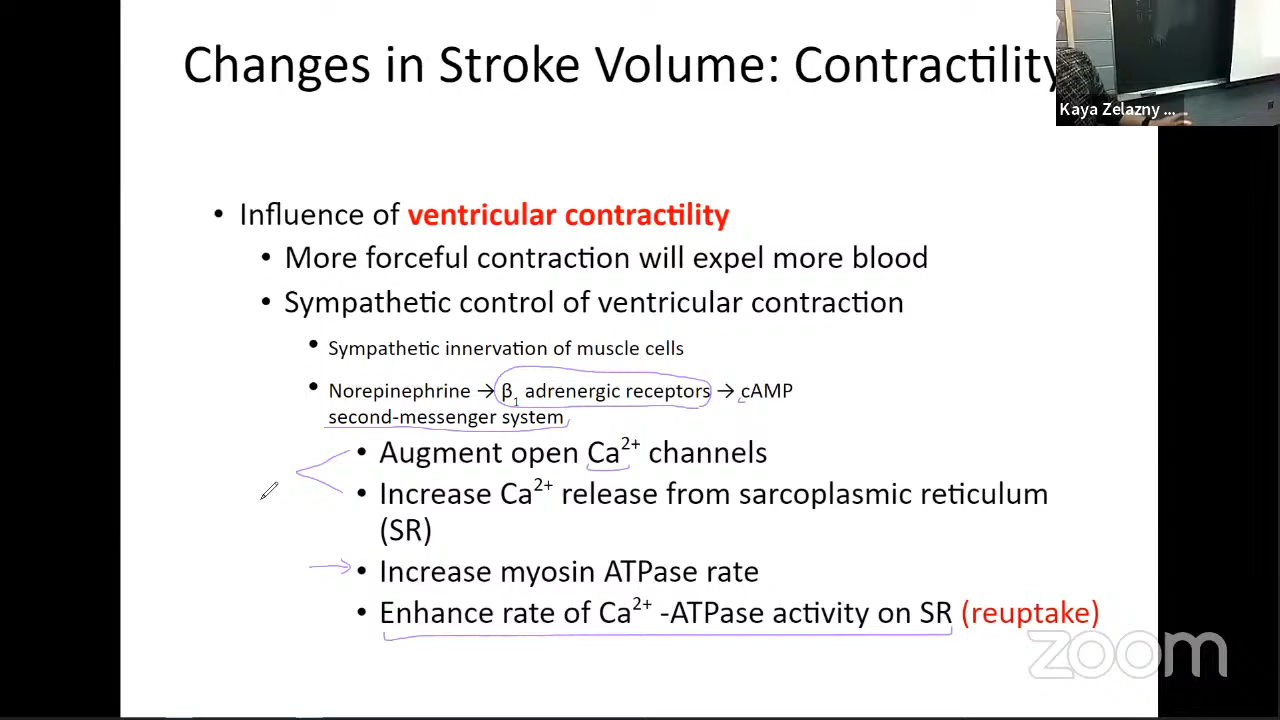 Changes in Stroke Volume: Contractility
Kaya Zelazny ...
• Influence of ventricular contractility
• More forceful contraction will expel more blood
• Sympathetic control of ventricular contraction
• Sympathetic innervation of muscle cells
• Norepinephrine → β1 adrenergic receptors → cAMP
second-messenger system
• Augment open Ca2+ channels
• Increase Ca2+ release from sarcoplasmic reticulum
(SR)
• Increase myosin ATPase rate
• Enhance rate of Ca2+ -ATPase activity on SR (reuptake)
zoom